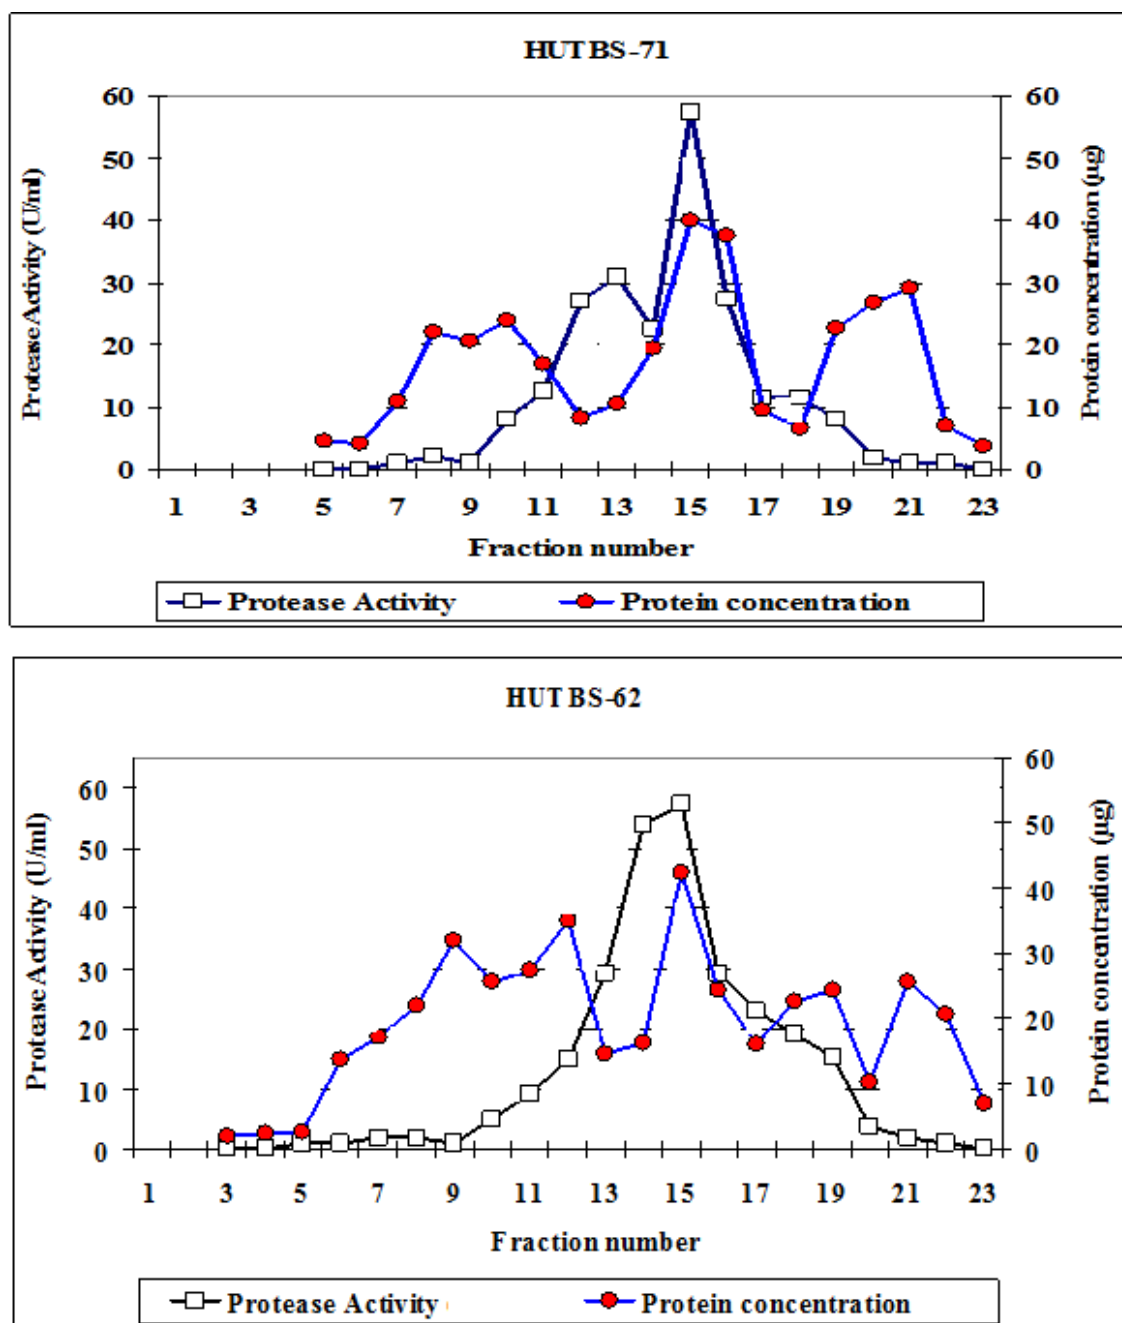 HUTBS-71
60 60
50 50
40 40
30 30
20 20
10 10
0 0
Protease Activity (U/ml)
Protein concentration (µg)
1 3 5 7 9 11 13 15 17 19 21 23
Fraction number
Protease Activity Protein concentration
HUTBS-62
60 60
50 50
40 40
30 30
20 20
10 10
0 0
Protease Activity (U/ml)
Protein concentration (µg)
1 3 5 7 9 11 13 15 17 19 21 23
Fraction number
Protease Activity Protein concentration